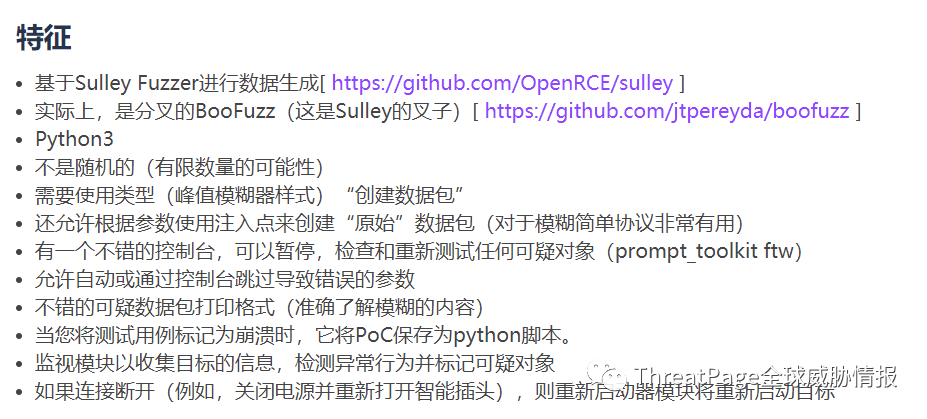 特征
基于Sulley Fuzzer进行数据生成[ https://github.com/OpenRCE/sulley ]
实际上，是分叉的BooFuzz（这是Sulley的叉子）[ https://github.com/jtpereyda/boofuzz ]
Python3
不是随机的（有限数量的可能性）
需要使用类型（峰值模糊器样式）“创建数据包”
还允许根据参数使用注入点来创建“原始”数据包（对于模糊简单协议非常有用）
有一个不错的控制台，可以暂停，检查和重新测试任何可疑对象（prompt_toolkit ftw）
允许自动或通过控制台跳过导致错误的参数
不错的可疑数据包打印格式（准确了解模糊的内容）
当您将测试用例标记为崩溃时，它将PoC保存为python脚本。
监视模块以收集目标的信息，检测异常行为并标记可疑对象
如果连接断开（例如，关闭电源并重新打开智能插头），则重新启动器模块将重新启动目标
ThreatPage全球威胁情报